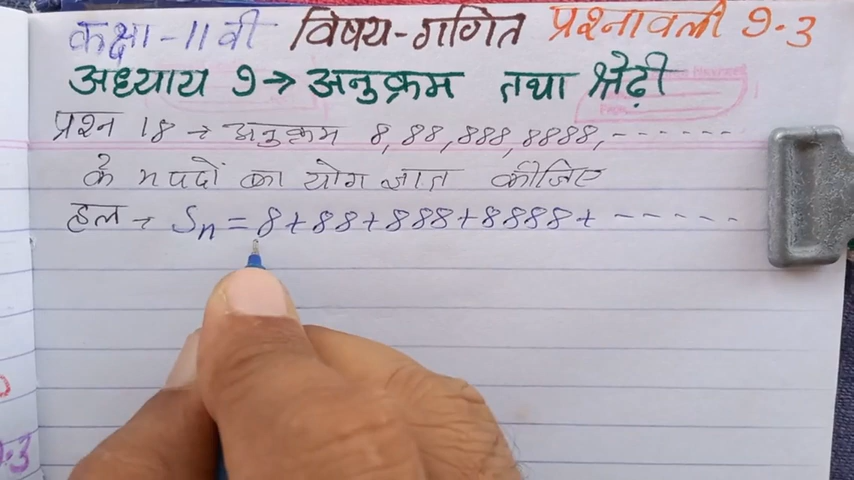 कक्षा-11वी विषय-गणित प्रश्नावली 9.3
अध्याय 9→ अनुक्रम तथा श्रेढ़ी
प्रश्न 18 → अनुक्रम 8,88,888,8888,-------
के n पदों का योग ज्ञात कीजिए
हल → Sn = 8+88+888+8888+ ------
.3